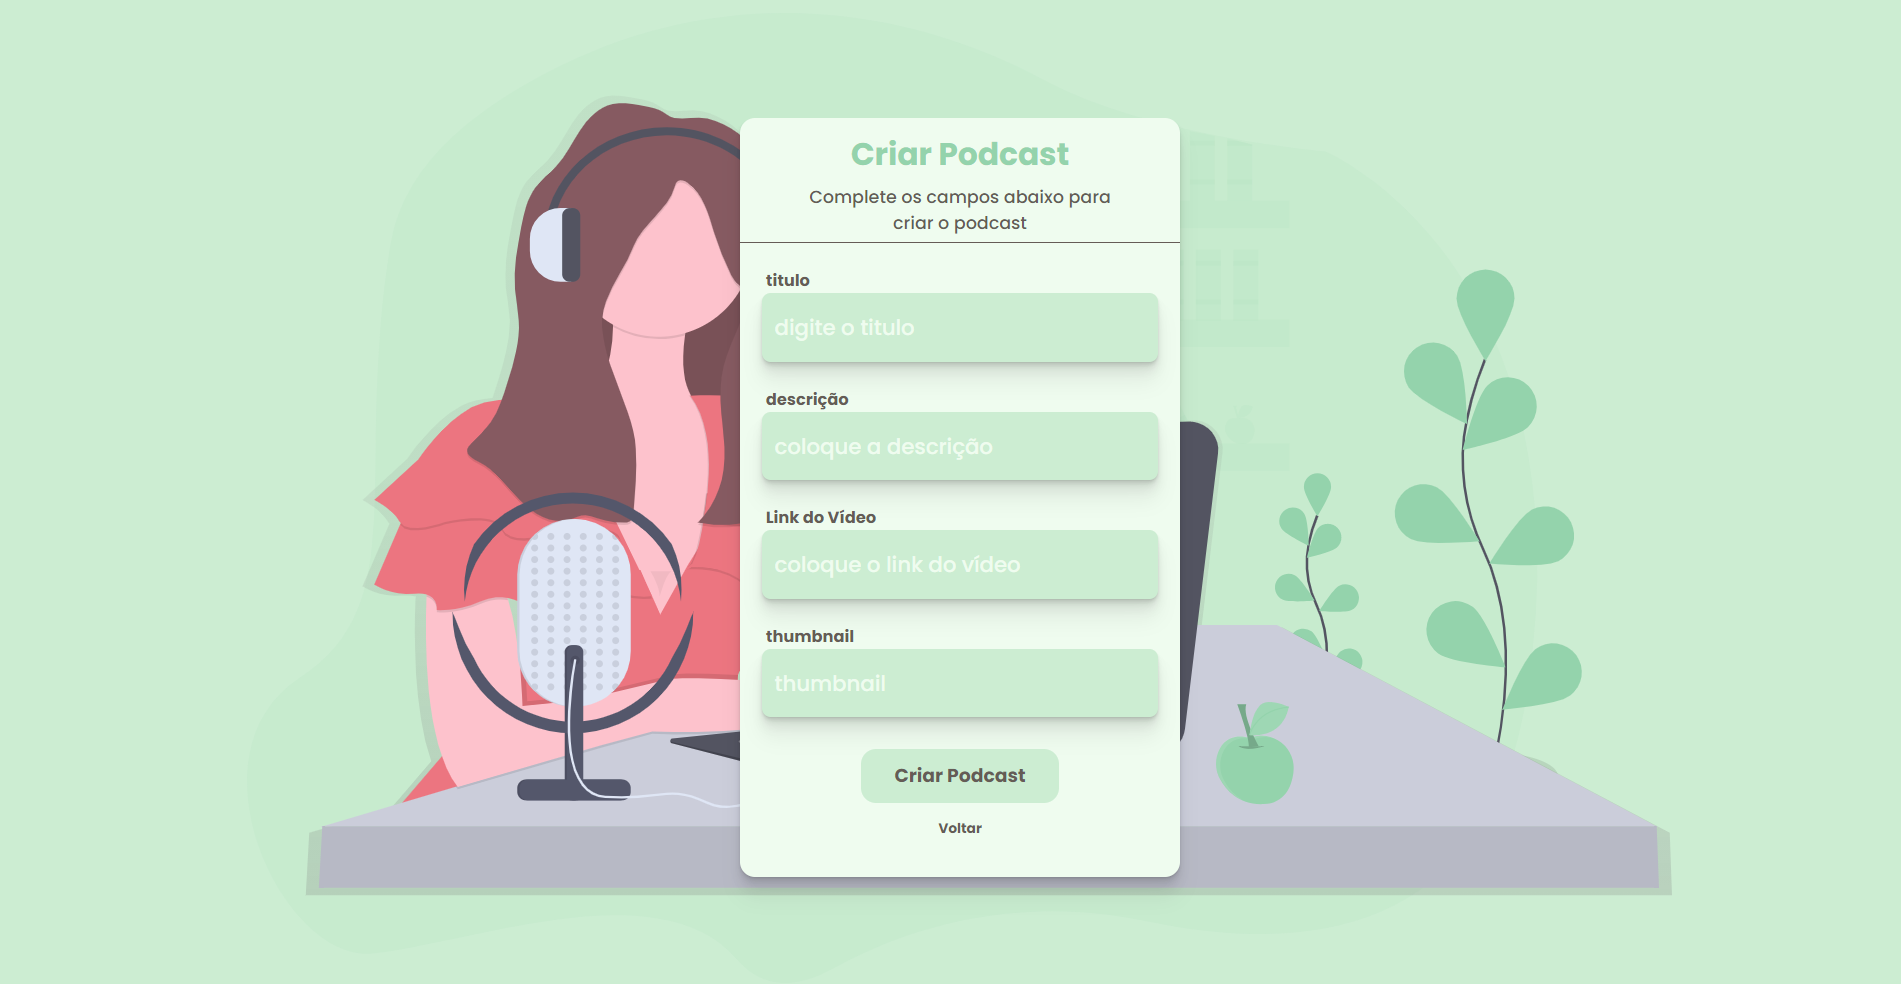 Criar Podcast
Complete os campos abaixo para
criar o podcast
titulo
digite o titulo
descrição
coloque a descrição
Link do Vídeo
coloque o link do vídeo
thumbnail
thumbnail
Criar Podcast
Voltar